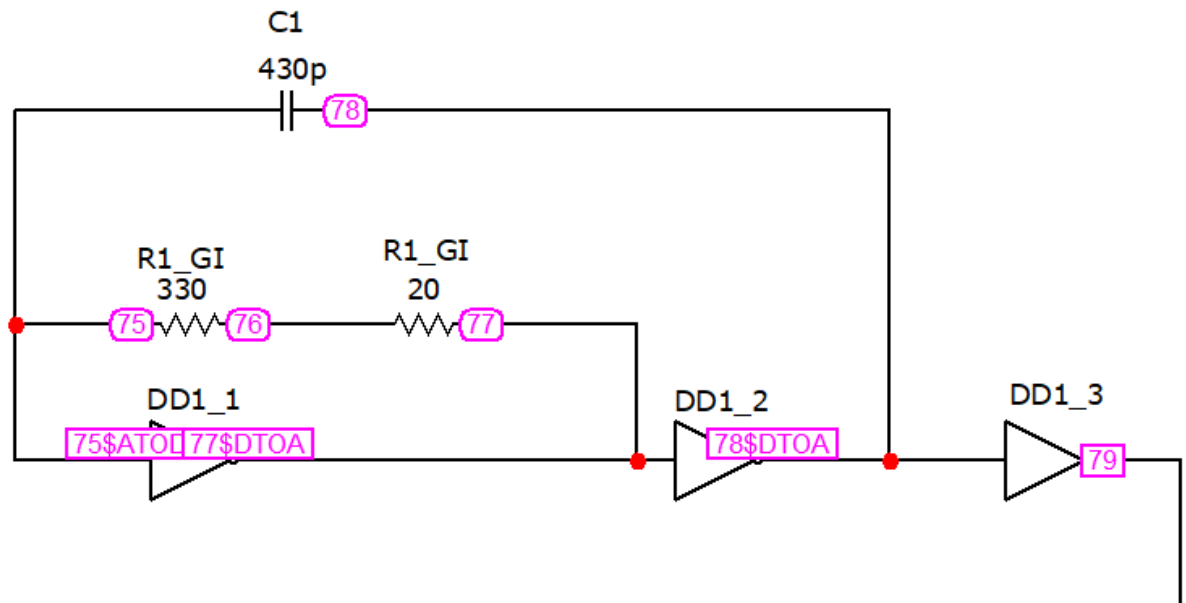 C1
430p
78
R1_GI
330
R1_GI
20
75
76
77
DD1_1
DD1_2
DD1_3
75$ATOD
77$DTOA
78$DTOA
79